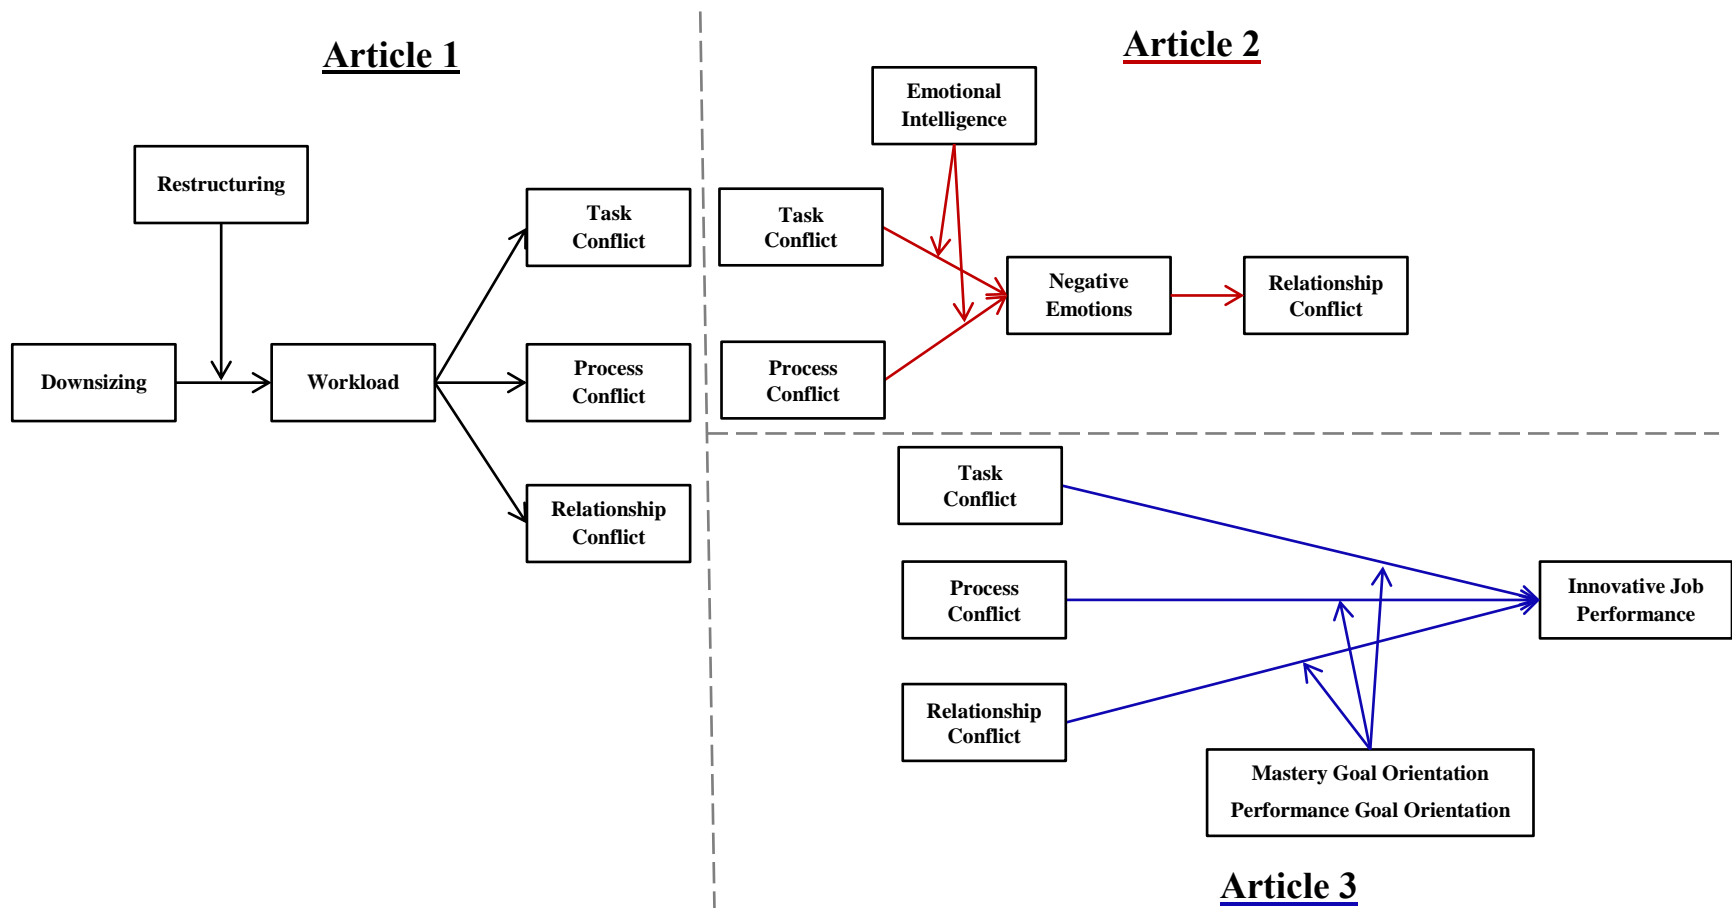 Article 1
Restructuring
Task
Conflict
Downsizing
Workload
Process
Conflict
Relationship
Conflict
Article 2
Emotional
Intelligence
Task
Conflict
Negative
Emotions
Relationship
Conflict
Process
Conflict
Task
Conflict
Process
Conflict
Innovative Job
Performance
Relationship
Conflict
Mastery Goal Orientation
Performance Goal Orientation
Article 3